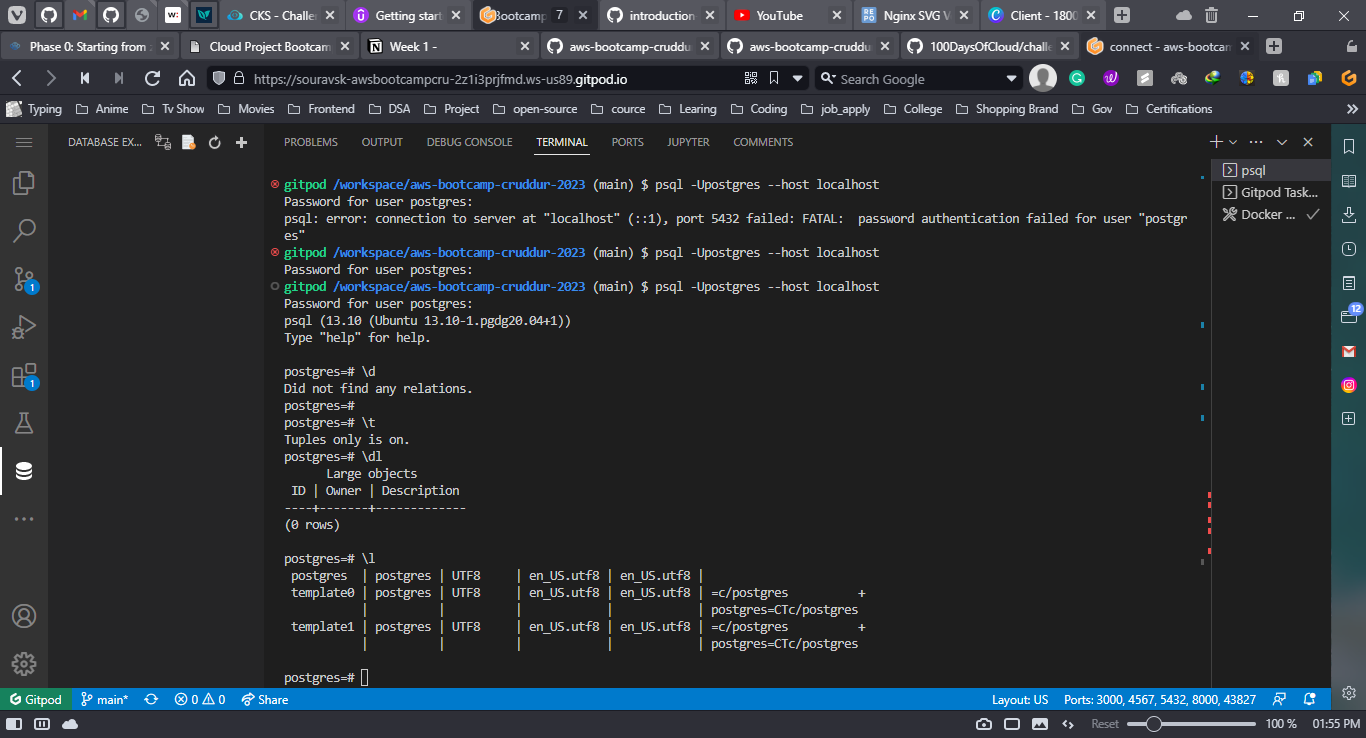 CKS - Challe
Getting start
Bootcamp 7
introduction
YouTube
Nginx SVG V
Client - 1800
Phase 0: Starting from
Cloud Project Bootcam
Week 1 -
aws-bootcamp-cruddu
aws-bootcamp-cruddu
100DaysOfCloud/challe
connect - aws-bootcam
https://souravsk-awsbootcampcru-2z1i3prjfmd.ws-us89.gitpod.io
Search Google
Typing Anime Tv Show Movies Frontend DSA Project open-source cource Learing Coding job_apply College Shopping Brand Gov Certifications
DATABASE EX...
PROBLEMS OUTPUT DEBUG CONSOLE TERMINAL PORTS JUPYTER COMMENTS
psql
Gitpod Task...
Docker ...
gitpod /workspace/aws-bootcamp-cruddur-2023 (main) $ psql -Upostgres --host localhost
Password for user postgres:
psql: error: connection to server at "localhost" (::1), port 5432 failed: FATAL:  password authentication failed for user "postgr
es"
gitpod /workspace/aws-bootcamp-cruddur-2023 (main) $ psql -Upostgres --host localhost
Password for user postgres:
gitpod /workspace/aws-bootcamp-cruddur-2023 (main) $ psql -Upostgres --host localhost
Password for user postgres:
psql (13.10 (Ubuntu 13.10-1.pgdg20.04+1))
Type "help" for help.
postgres=# \d
Did not find any relations.
postgres=#
postgres=# \t
Tuples only is on.
postgres=# \dl
Large objects
ID | Owner | Description
----+-------+-------------
(0 rows)
postgres=# \l
postgres | postgres | UTF8 | en_US.utf8 | en_US.utf8 |
template0 | postgres | UTF8 | en_US.utf8 | en_US.utf8 | =c/postgres +
| | | | | postgres=CTc/postgres
template1 | postgres | UTF8 | en_US.utf8 | en_US.utf8 | =c/postgres +
| | | | | postgres=CTc/postgres
postgres=#
1
1
12
Gitpod main* 0 0 Share Layout: US Ports: 3000, 4567, 5432, 8000, 43827
Reset 100 % 01:55 PM